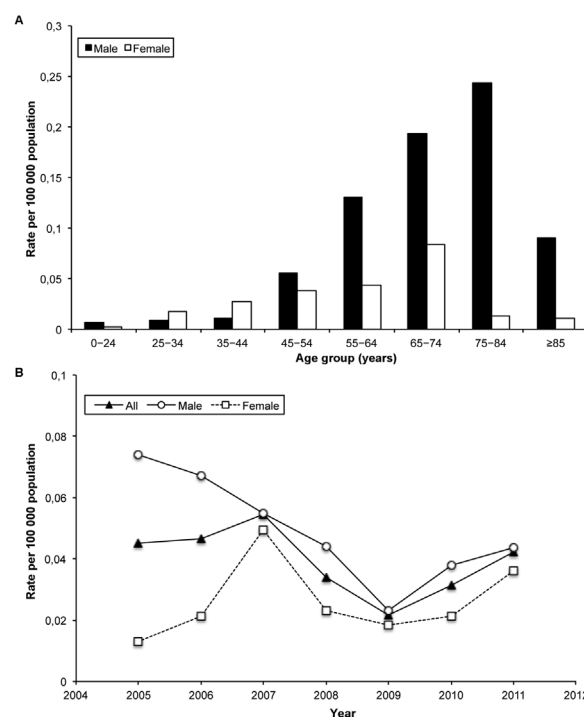 A
Male Female
Rate per 100 000 population
0,3
0,25
0,2
0,15
0,1
0,05
0
0−24 25−34 35−44 45−54 55−64 65−74 75−84 ≥85
Age group (years)
B
All Male Female
Rate per 100 000 population
0,1
0,08
0,06
0,04
0,02
0
2004 2005 2006 2007 2008 2009 2010 2011 2012
Year